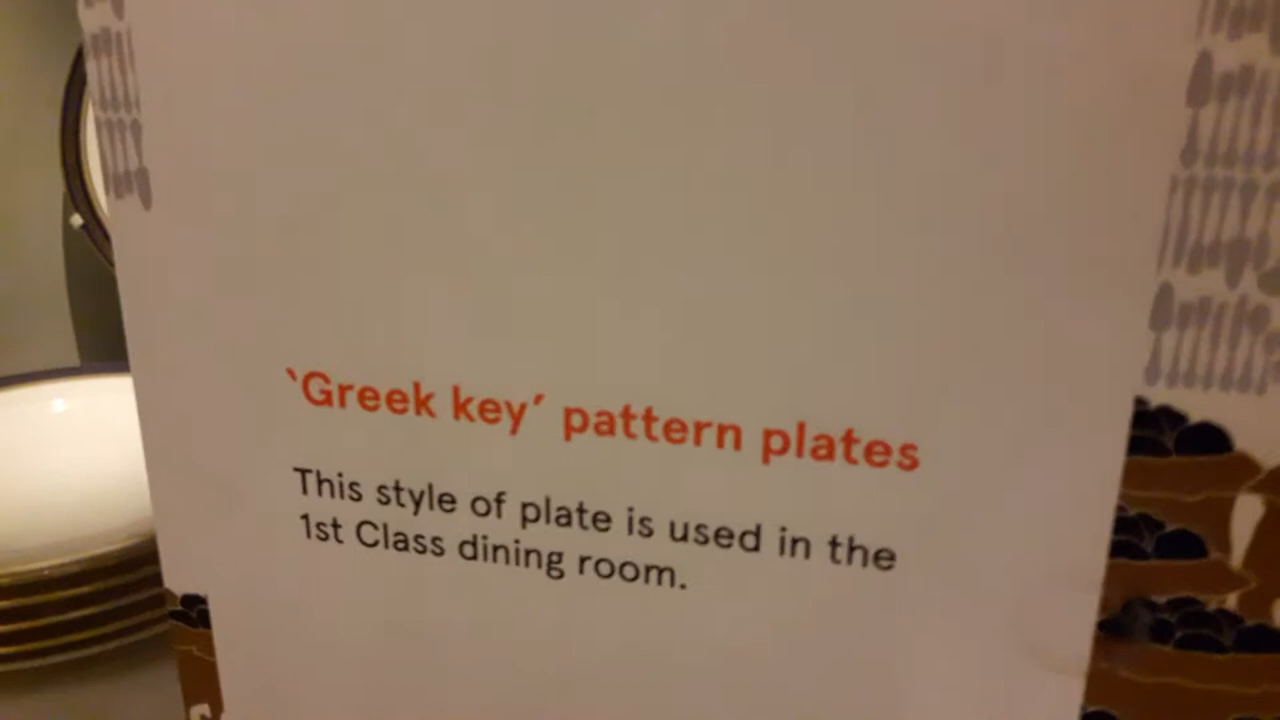 ‵Greek key′ pattern plates
This style of plate is used in the
1st Class dining room.